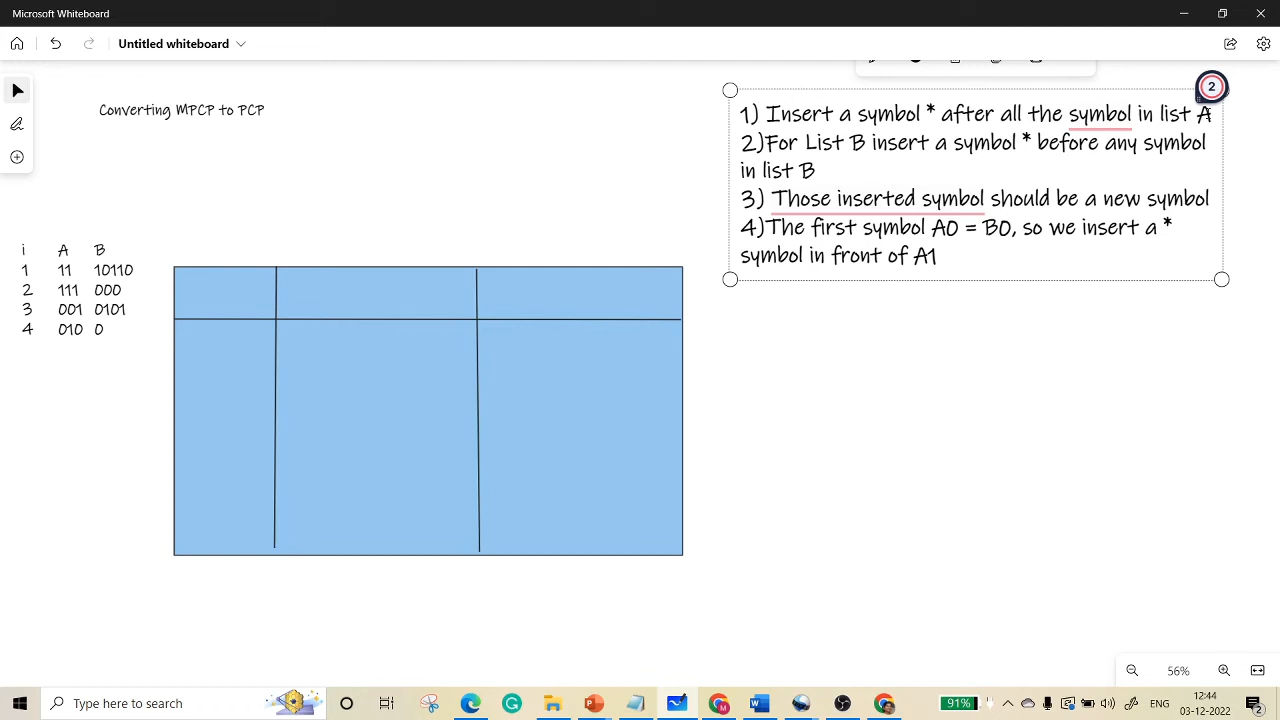 Microsoft Whiteboard
Untitled whiteboard
Converting MPCP to PCP
2
1) Insert a symbol * after all the symbol in list A
2)For List B insert a symbol * before any symbol
in list B
3) Those inserted symbol should be a new symbol
4)The first symbol A0 = B0, so we insert a *
symbol in front of A1
i A B
1 11 10110
2 111 000
3 001 0101
4 010 0
56%
Type here to search
91%
ENG
12:44
03-12-2022
2